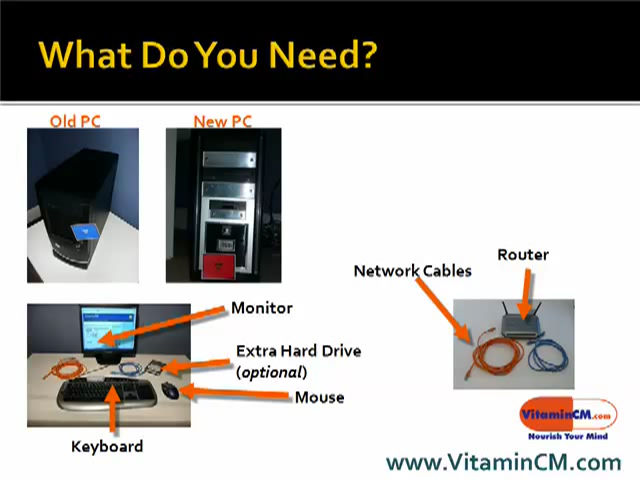 What Do You Need?
Old PC
New PC
Network Cables
Router
Monitor
Extra Hard Drive
(optional)
Mouse
Keyboard
VitaminCM.com
Nourish Your Mind
www.VitaminCM.com